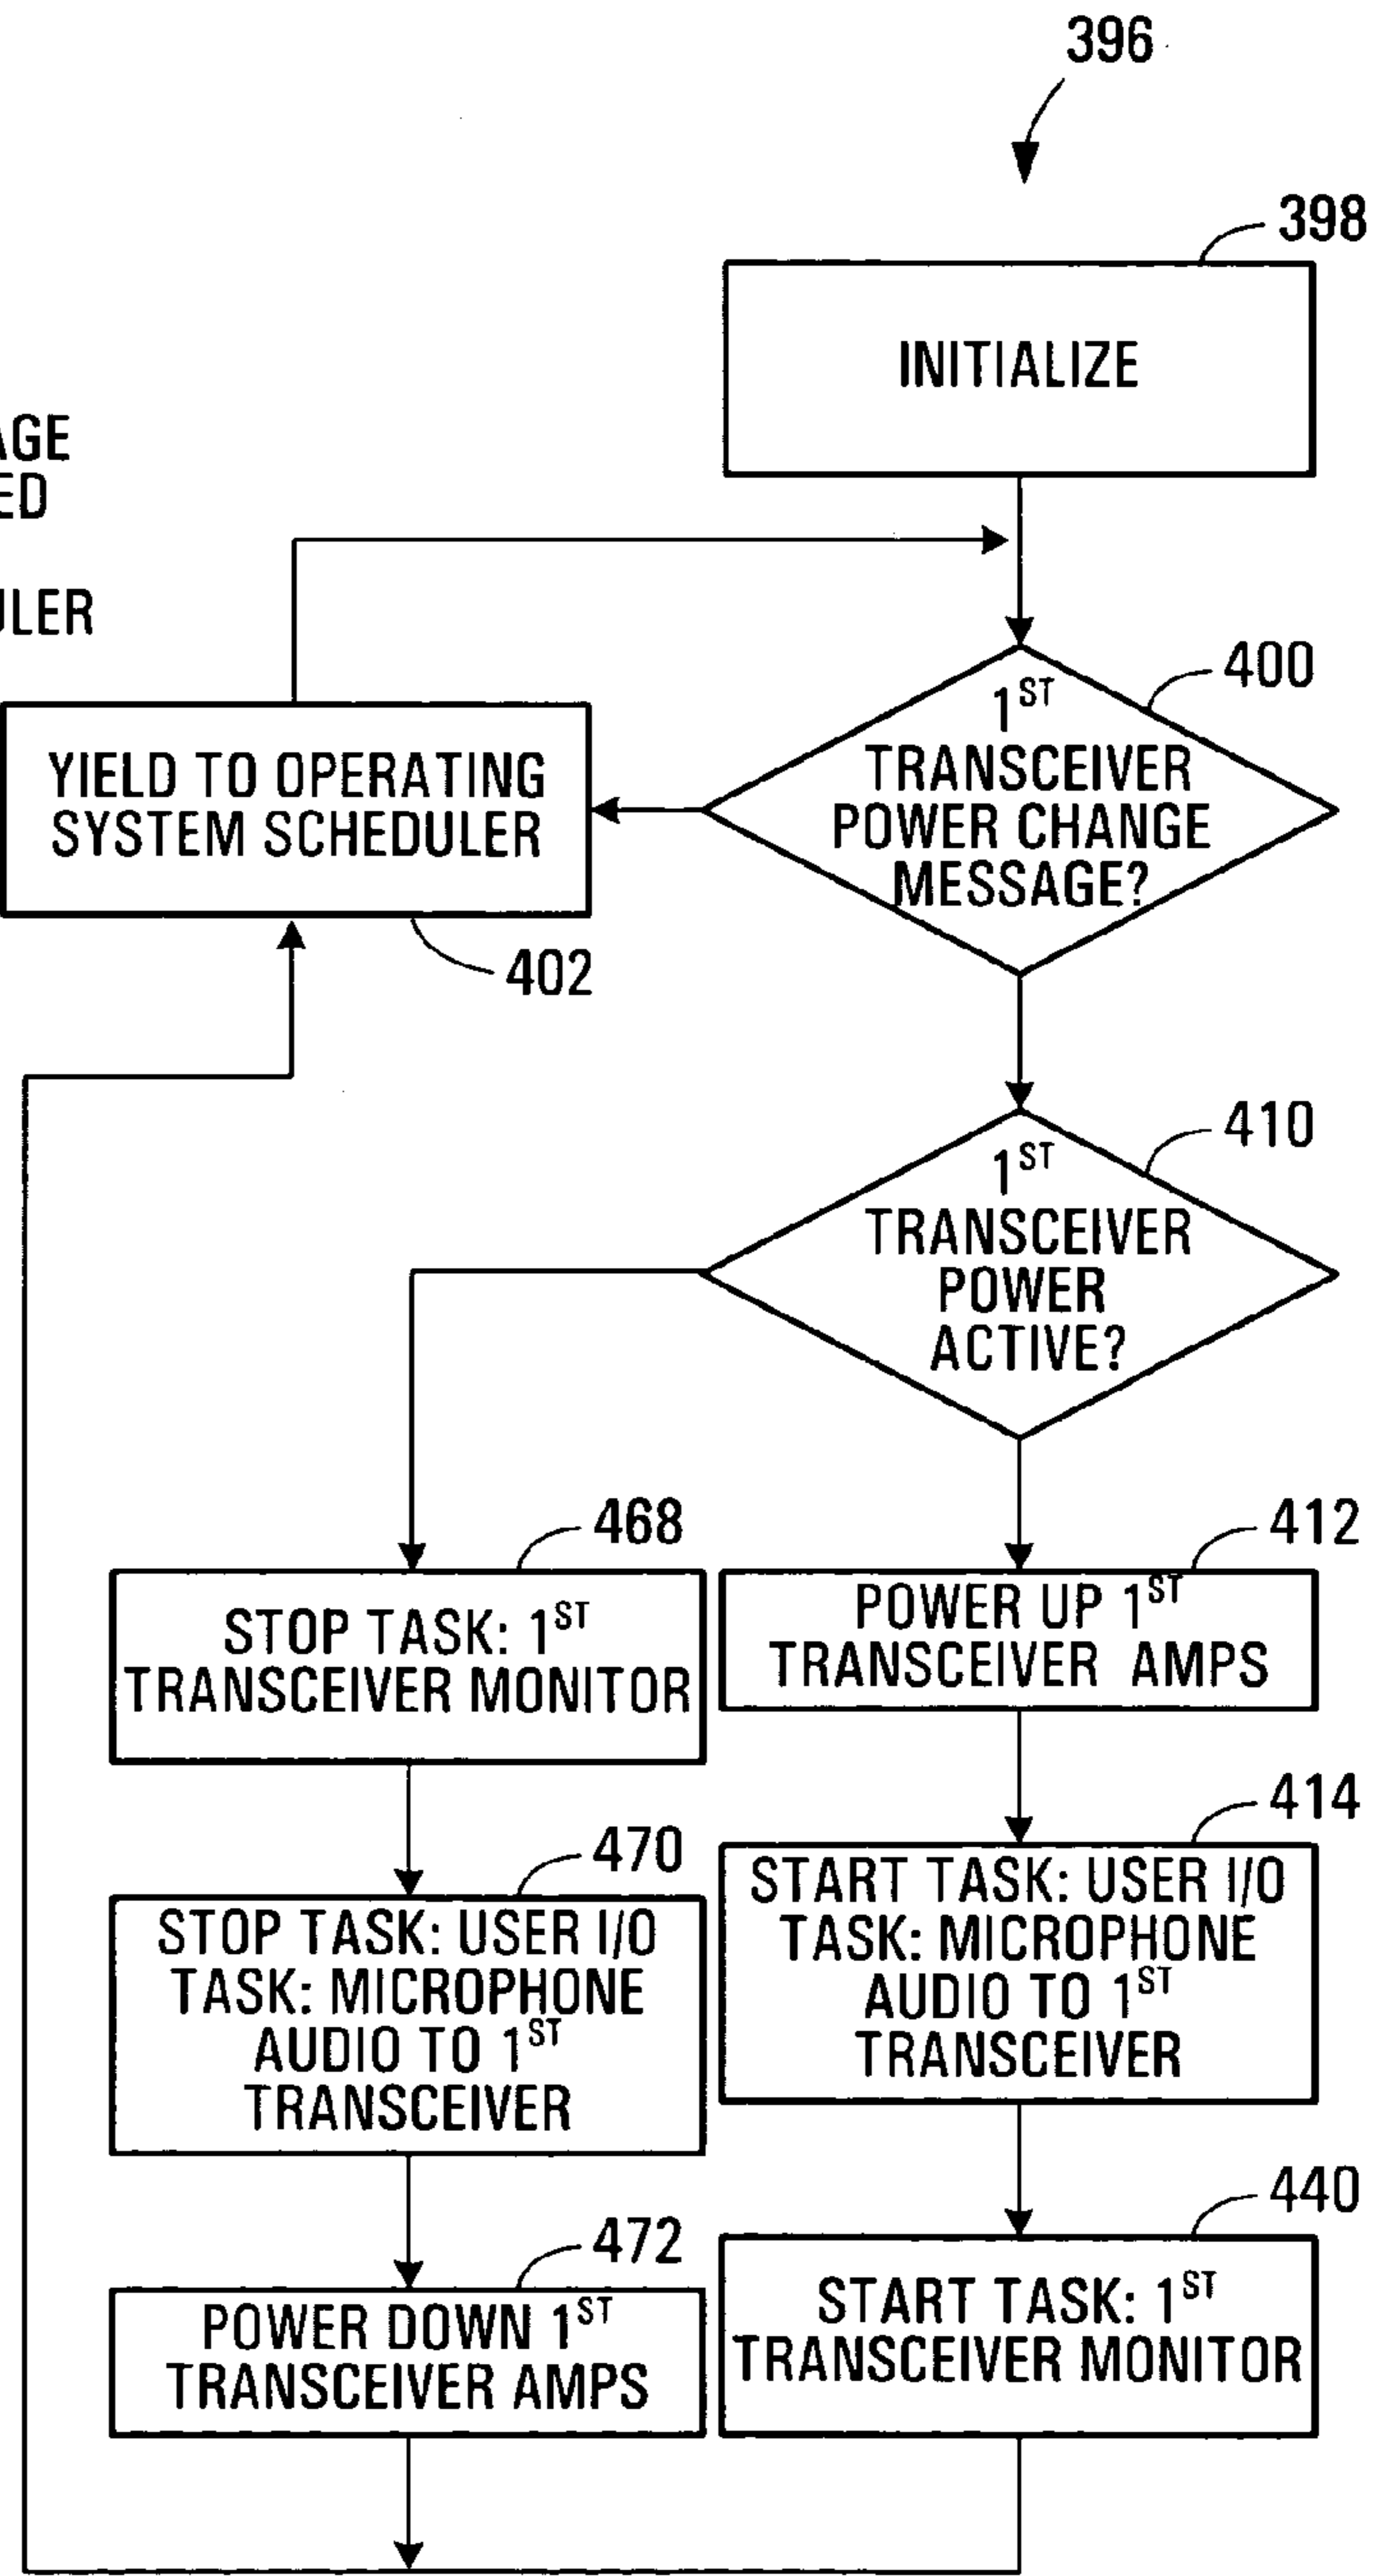 396
398
INITIALIZE
400
1ST
TRANSCEIVER
POWER CHANGE
MESSAGE?
YIELD TO OPERATING
SYSTEM SCHEDULER
402
410
1ST
TRANSCEIVER
POWER
ACTIVE?
468
STOP TASK: 1ST
TRANSCEIVER MONITOR
412
POWER UP 1ST
TRANSCEIVER AMPS
470
STOP TASK: USER I/O
TASK: MICROPHONE
AUDIO TO 1ST
TRANSCEIVER
414
START TASK: USER I/O
TASK: MICROPHONE
AUDIO TO 1ST
TRANSCEIVER
472
POWER DOWN 1ST
TRANSCEIVER AMPS
440
START TASK: 1ST
TRANSCEIVER MONITOR